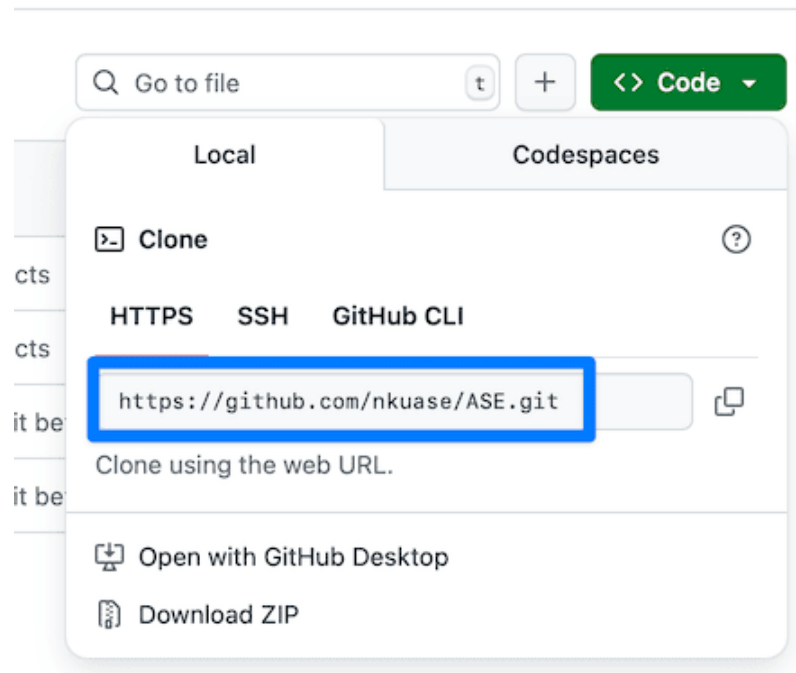 Go to file t + <> Code
Local Codespaces
Clone
cts
HTTPS SSH GitHub CLI
cts
https://github.com/nkuase/ASE.git
it be
Clone using the web URL.
it be
Open with GitHub Desktop
Download ZIP